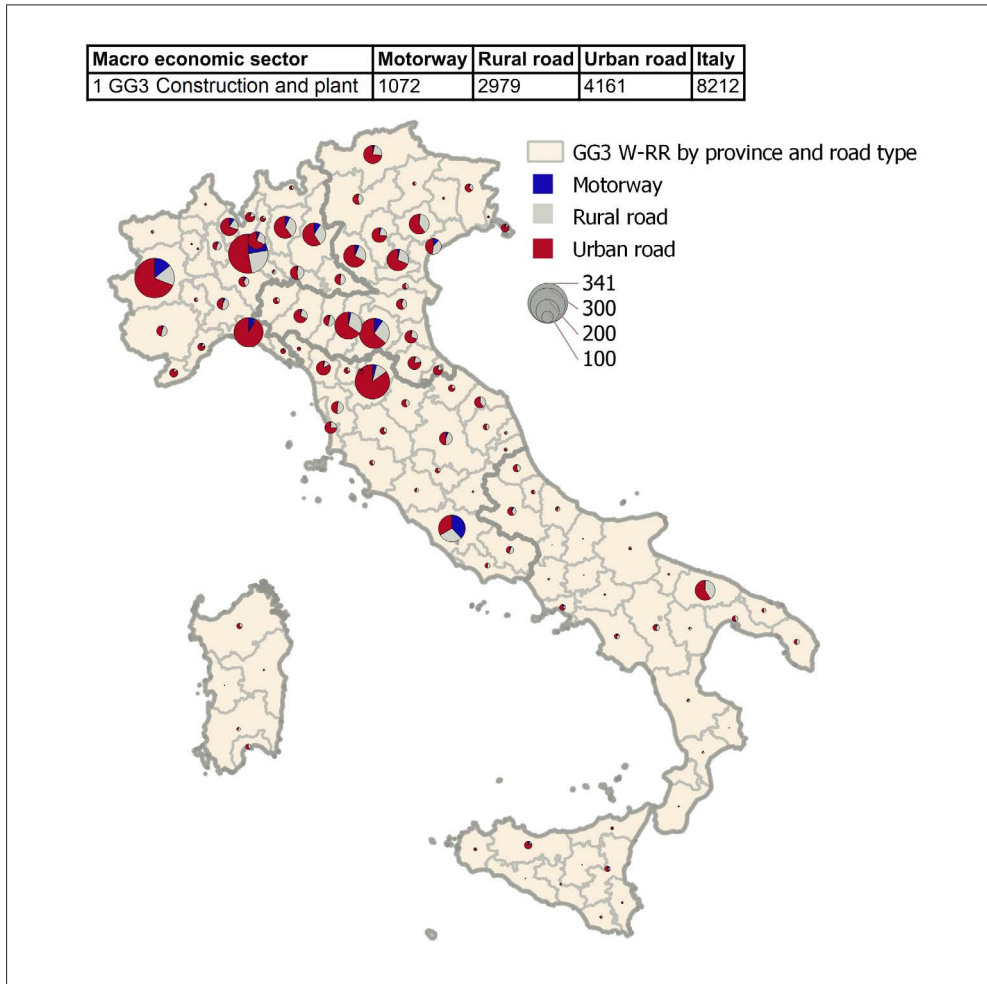 Macro economic sector Motorway Rural road Urban road Italy
1 GG3 Construction and plant 1072 2979 4161 8212
GG3 W-RR by province and road type
Motorway
Rural road
Urban road
341
300
200
100